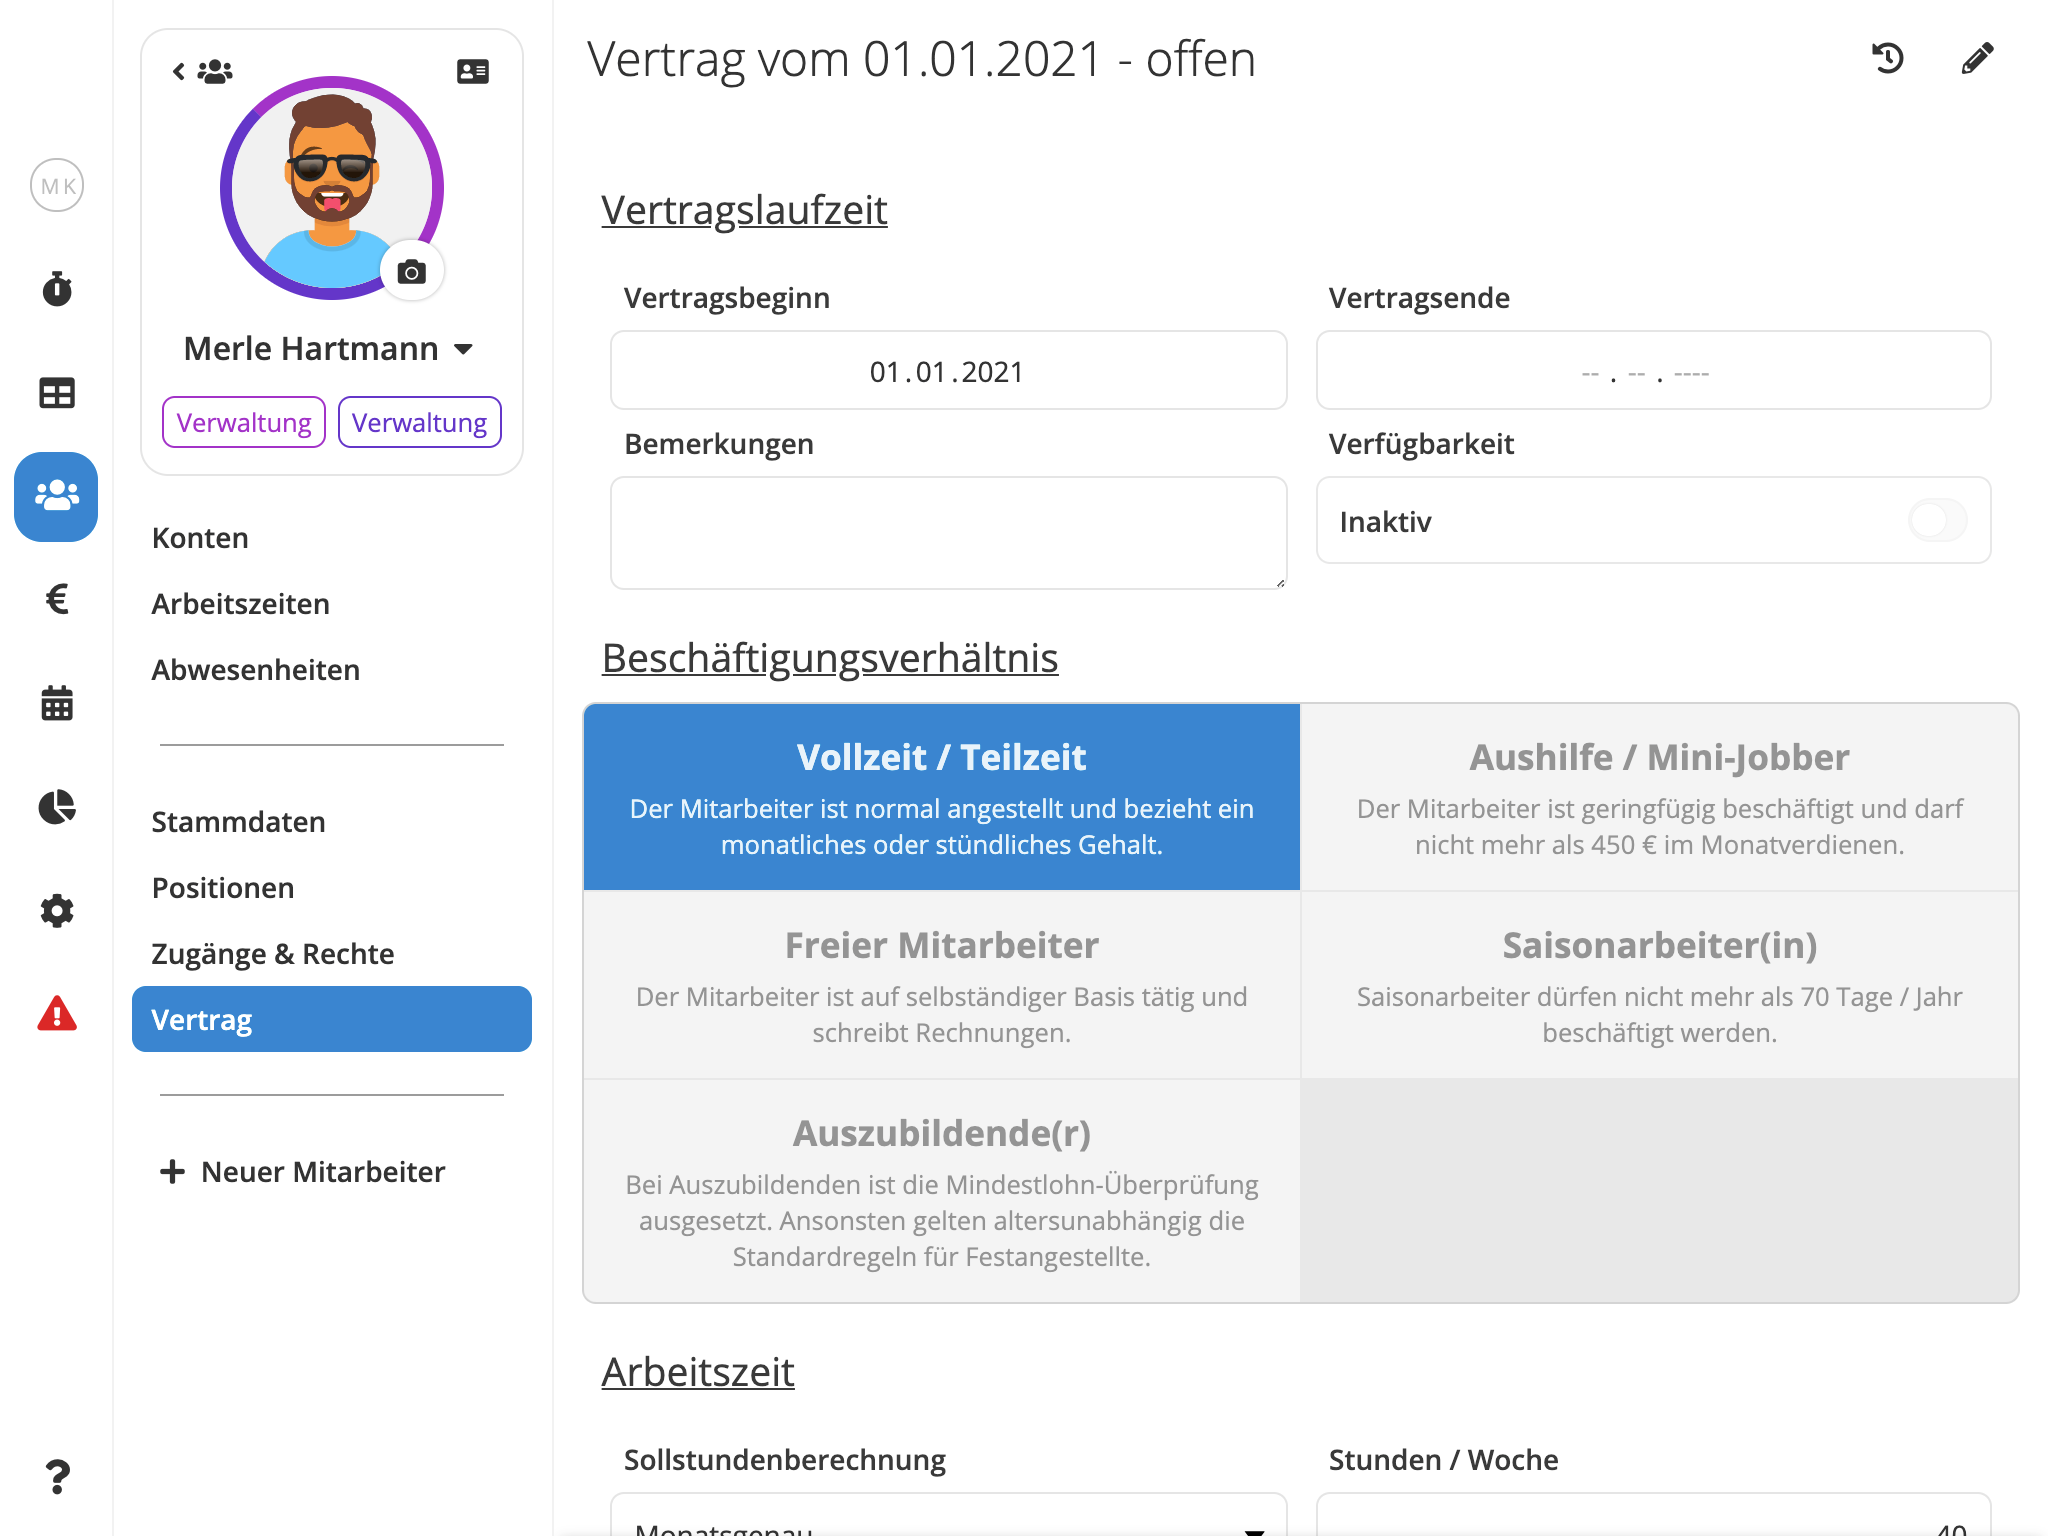 MK
Merle Hartmann
Verwaltung Verwaltung
Konten
Arbeitszeiten
Abwesenheiten
Stammdaten
Positionen
Zugänge & Rechte
Vertrag
Neuer Mitarbeiter
Vertrag vom 01.01.2021 - offen
Vertragslaufzeit
Vertragsbeginn
01.01.2021
Vertragsende
-- . -- . ----
Bemerkungen
Verfügbarkeit
Inaktiv
Beschäftigungsverhältnis
Vollzeit / Teilzeit
Der Mitarbeiter ist normal angestellt und bezieht ein
monatliches oder stündliches Gehalt.
Aushilfe / Mini-Jobber
Der Mitarbeiter ist geringfügig beschäftigt und darf
nicht mehr als 450 € im Monatverdienen.
Freier Mitarbeiter
Der Mitarbeiter ist auf selbständiger Basis tätig und
schreibt Rechnungen.
Saisonarbeiter(in)
Saisonarbeiter dürfen nicht mehr als 70 Tage / Jahr
beschäftigt werden.
Auszubildende(r)
Bei Auszubildenden ist die Mindestlohn-Überprüfung
ausgesetzt. Ansonsten gelten altersunabhängig die
Standardregeln für Festangestellte.
Arbeitszeit
Sollstundenberechnung
Monatsgenau
Stunden / Woche
40